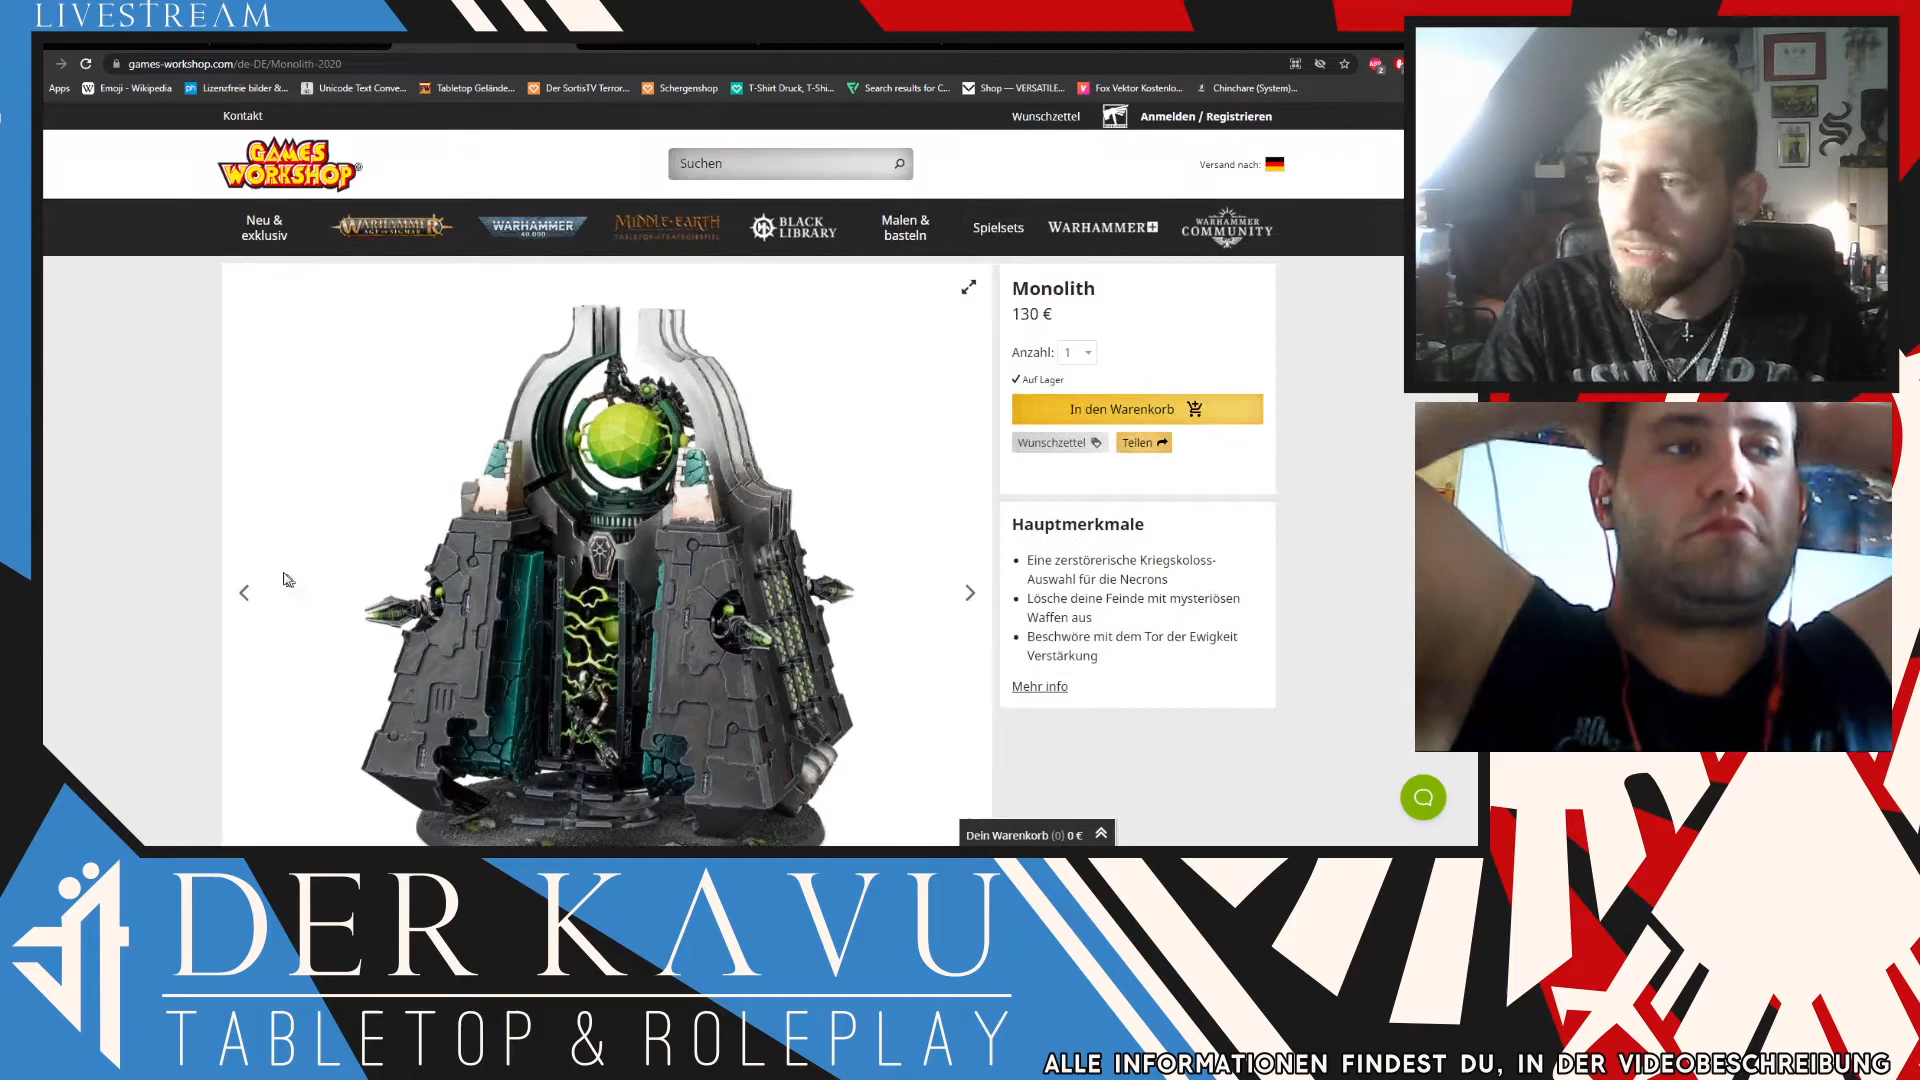 LIVESTREAM
games-workshop.com/de-DE/Monolith-2020
Apps
Emoji - Wikipedia
Lizenzfreie bilder &...
Unicode Text Conve...
Tabletop Gelände...
Der SortisTV Terror...
Schergenshop
T-Shirt Druck, T-Shi...
Search results for C...
Shop — VERSATILE...
Fox Vektor Kostenlo...
Chinchare (System)...
Kontakt
Wunschzettel
Anmelden / Registrieren
GAMES
WORKSHOP
Suchen
Versand nach:
Neu &
exklusiv
WARHAMMER
AGE OF SIGMAR
WARHAMMER
40,000
MIDDLE-EARTH
BLACK
LIBRARY
Malen &
basteln
Spielsets
WARHAMMER+
WARHAMMER
COMMUNITY
Monolith
130 €
Anzahl: 1
Auf Lager
In den Warenkorb
Wunschzettel
Teilen
Hauptmerkmale
Eine zerstörerische Kriegskoloss-
Auswahl für die Necrons
Lösche deine Feinde mit mysteriösen
Waffen aus
Beschwöre mit dem Tor der Ewigkeit
Verstärkung
Mehr info
Dein Warenkorb (0) 0 €
DER KAVU
TABLETOP & ROLEPLAY
ALLE INFORMATIONEN FINDEST DU, IN DER VIDEOBESCHREIBUNG